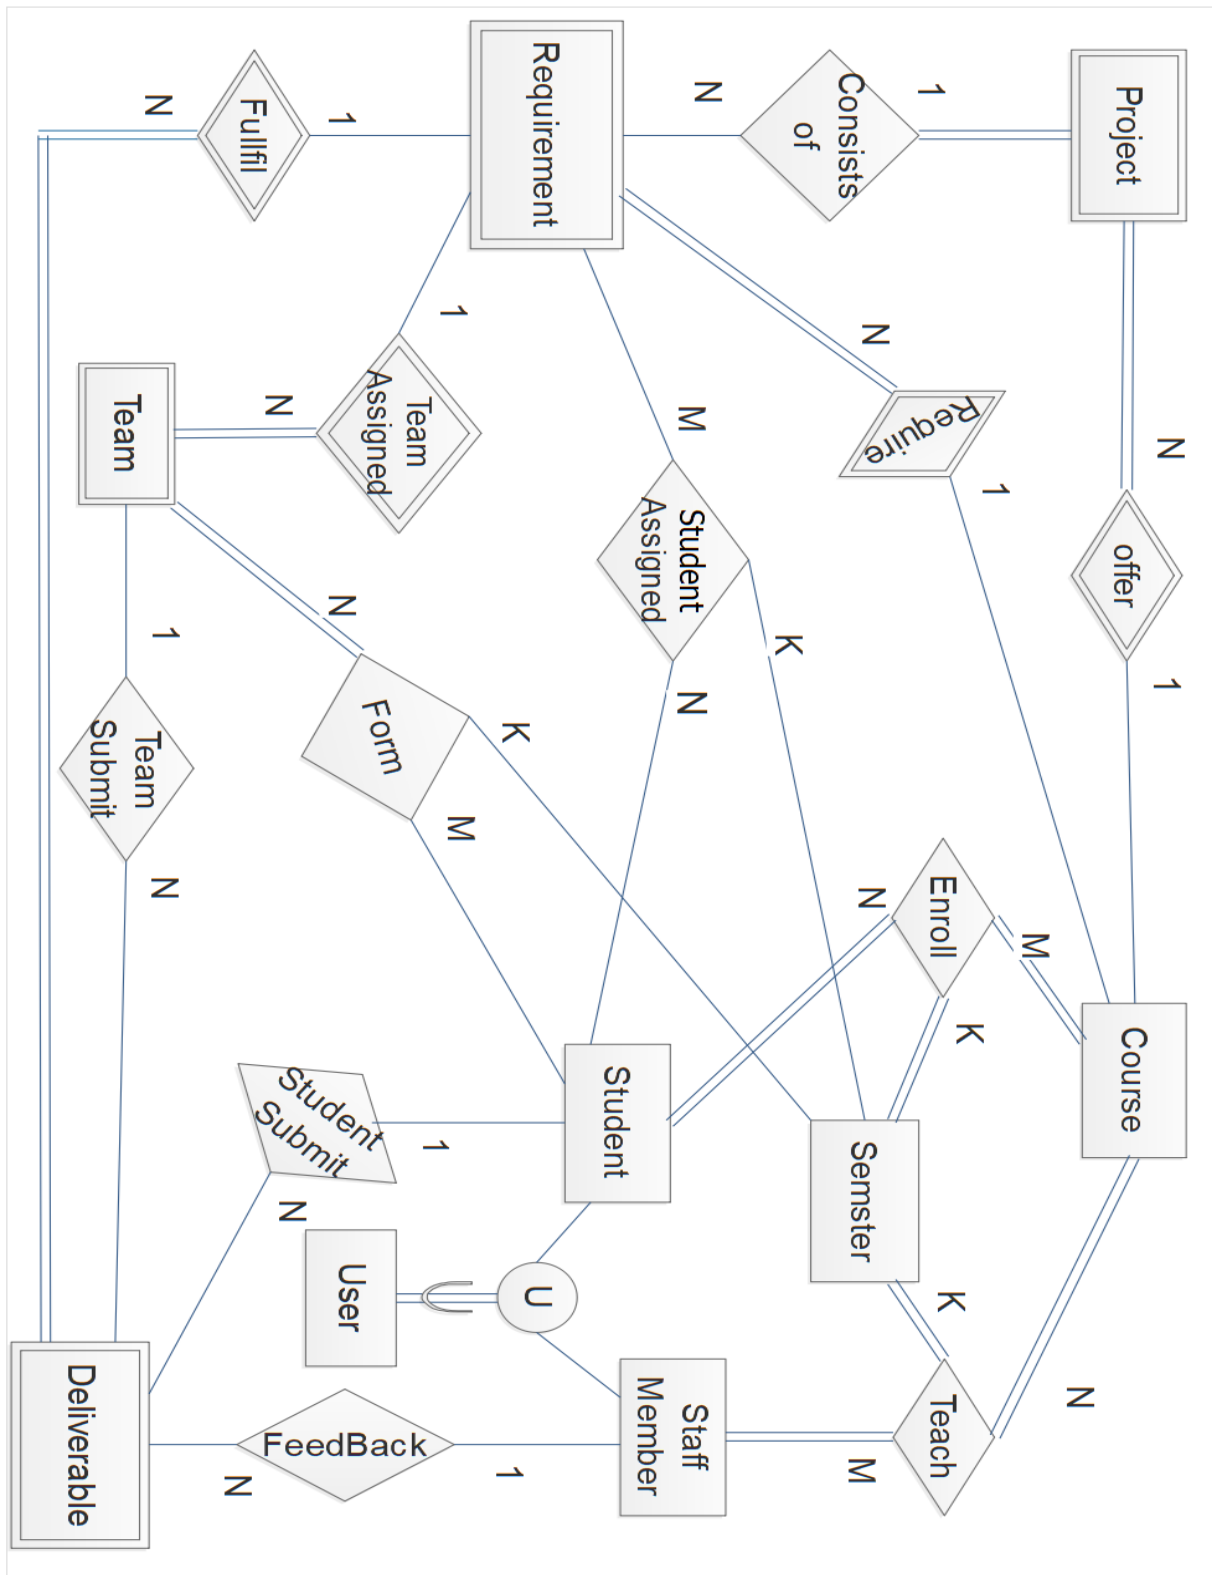 Project
1
Consists
of
N
Requirement
1
Fullfil
N
N
offer
1
N
Require
1
M
Student
Assigned
K
N
1
Team
Assigned
N
Team
N
Form
K
M
1
Team
Submit
N
Course
M
Enroll
N
K
Semster
Student
1
Student
Submit
N
U
User
K
N
Teach
M
Staff
Member
1
FeedBack
N
Deliverable